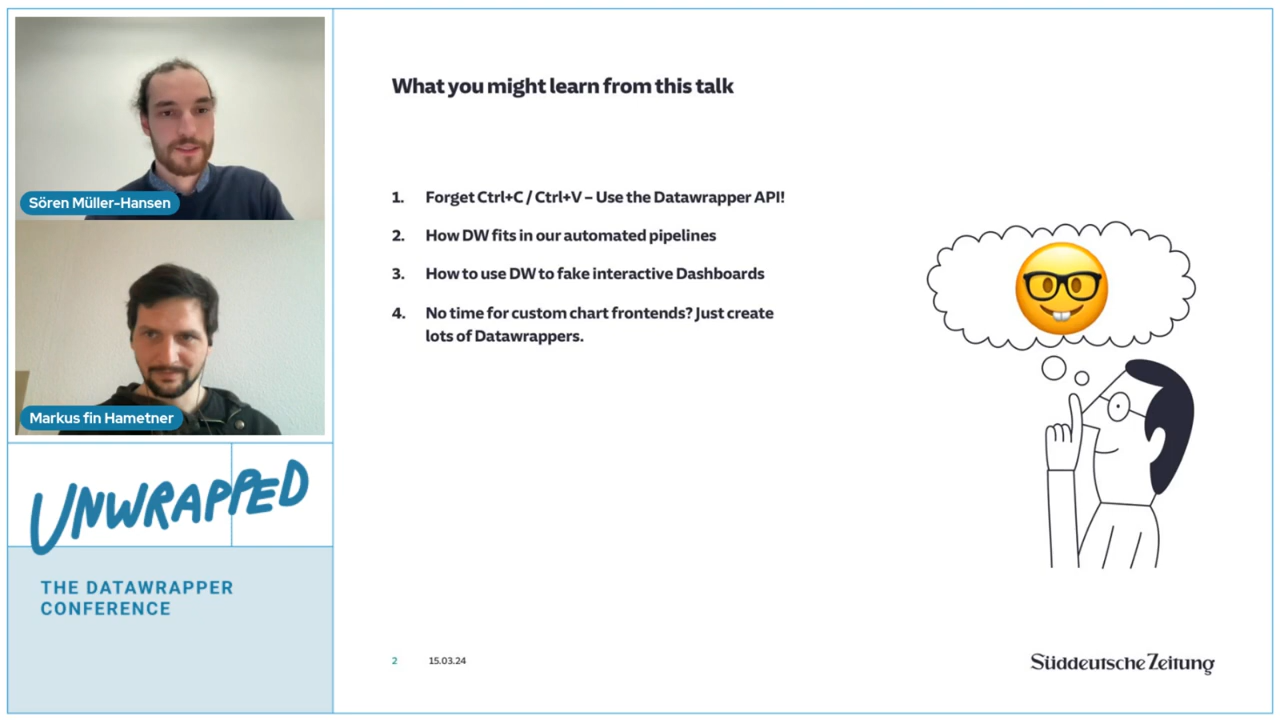 Sören Müller-Hansen
Markus fin Hametner
UNWRAPPED
THE DATAWRAPPER
CONFERENCE
What you might learn from this talk
1. Forget Ctrl+C / Ctrl+V – Use the Datawrapper API!
2. How DW fits in our automated pipelines
3. How to use DW to fake interactive Dashboards
4. No time for custom chart frontends? Just create
lots of Datawrappers.
2 15.03.24
Süddeutsche Zeitung